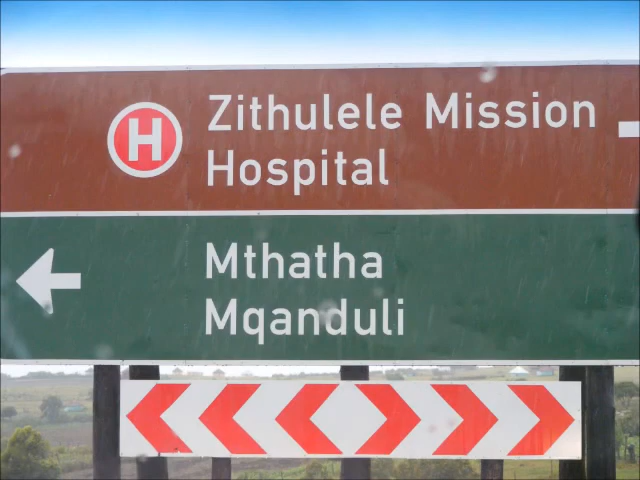 H
Zithulele Mission
Hospital
Mthatha
Mqanduli